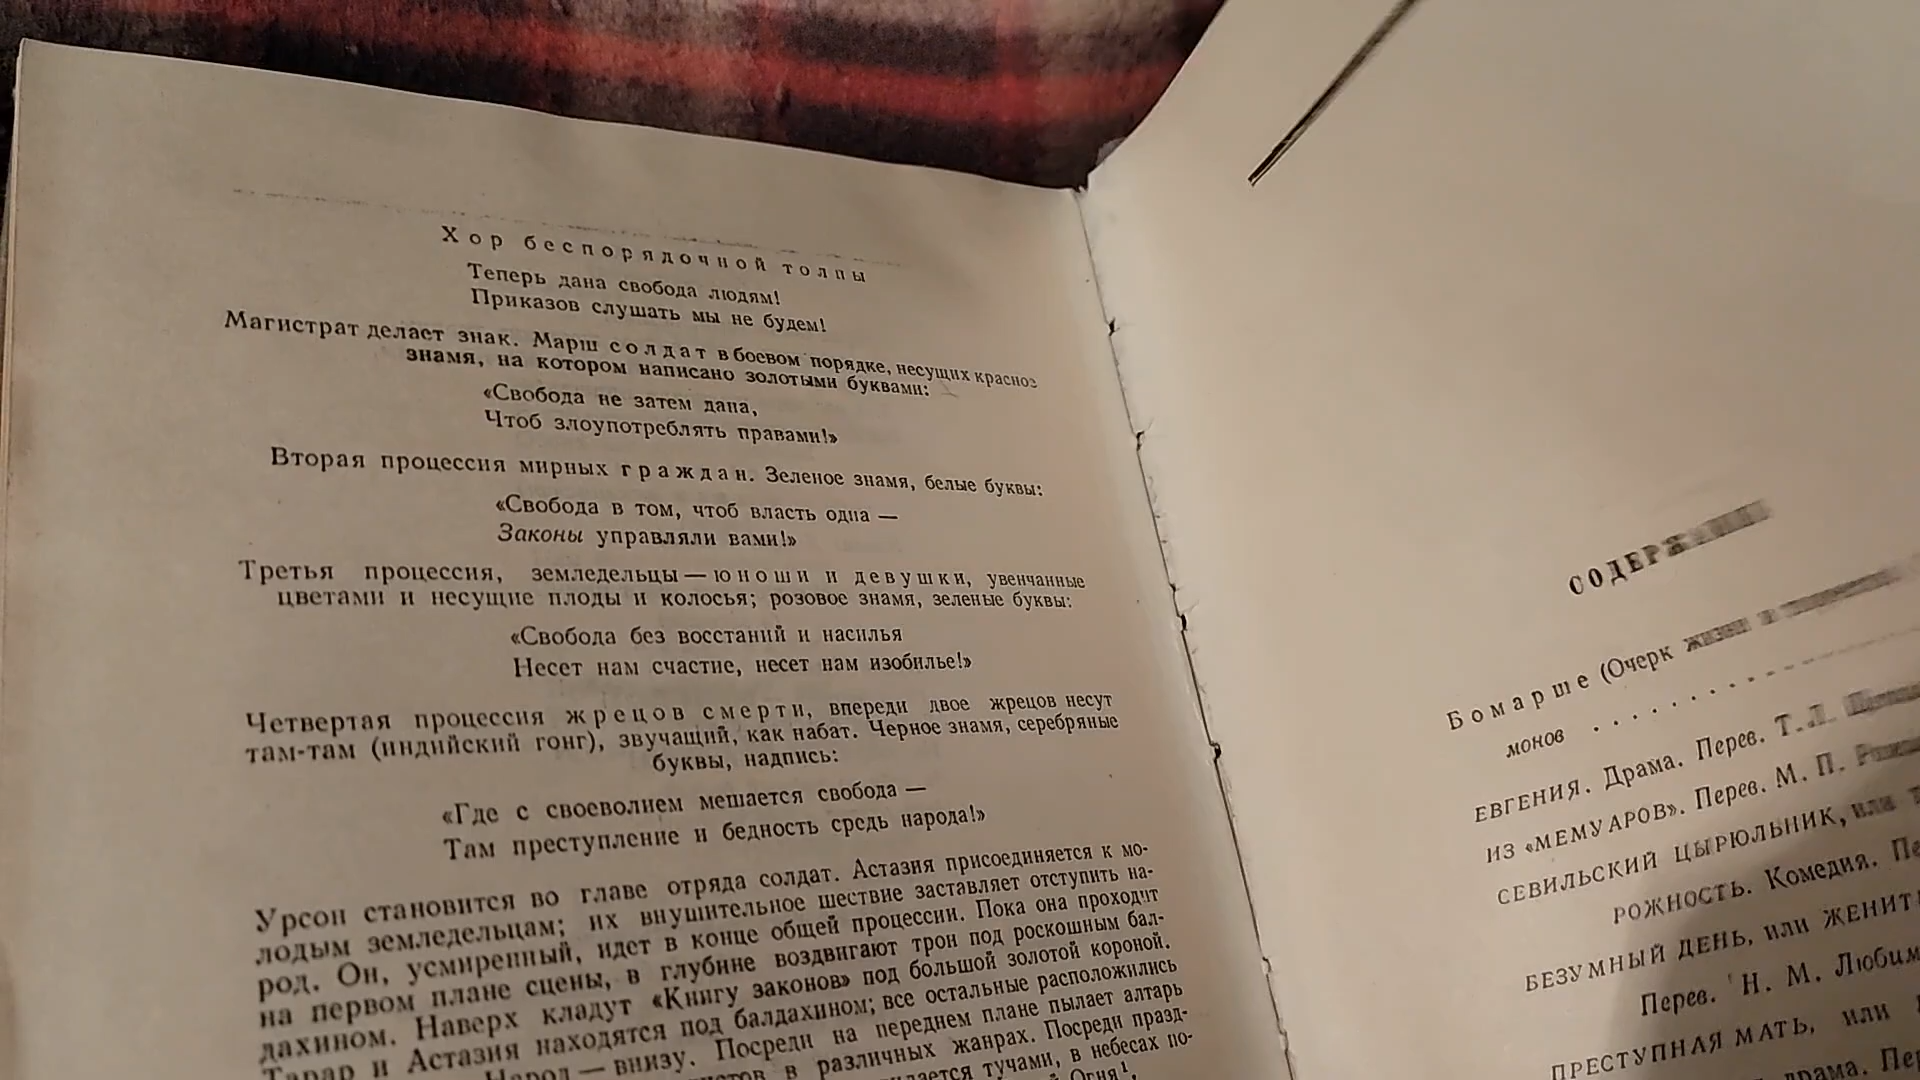 Хор беспорядочной толпы
Теперь дана свобода людям!
Приказов слушать мы не будем!
Магистрат делает знак. Марш солдат в боевом порядке, несущих красное
знамя, на котором написано золотыми буквами:
«Свобода не затем дана,
Чтоб злоупотреблять правами!»
Вторая процессия мирных граждан. Зеленое знамя, белые буквы:
«Свобода в том, чтоб власть одна —
Законы управляли вами!»
Третья процессия, земледельцы — юноши и девушки, увенчанные
цветами и несущие плоды и колосья; розовое знамя, зеленые буквы:
«Свобода без восстаний и насилья
Несет нам счастие, несет нам изобилье!»
Четвертая процессия жрецов смерти, впереди двое жрецов несут
там-там (индийский гонг), звучащий, как набат. Черное знамя, серебряные
буквы, надпись:
«Где с своеволием мешается свобода —
Там преступление и бедность средь народа!»
Урсон становится во главе отряда солдат. Астазия присоединяется к мо-
лодым земледельцам; их внушительное шествие заставляет отступить на-
род. Он, усмиренный, идет в конце общей процессии. Пока она проходит
на первом плане сцены, в глубине воздвигают трон под роскошным бал-
дахином. Наверх кладут «Книгу законов» под большой золотой короной.
Тарар и Астазия находятся под балдахином; все остальные расположились
Народ — внизу. Посреди на переднем плане пылает алтарь
в различных жанрах. Посреди празд-
тучами, в небесах по-
Огня¹,
СОДЕРЖАНИЕ
Бомарше (Очерк жизни и
монов . . . . . . . . . .
ЕВГЕНИЯ. Драма. Перев. Т. Л.
ИЗ «МЕМУАРОВ». Перев. М. П.
СЕВИЛЬСКИЙ ЦЫРЮЛЬНИК, или
РОЖНОСТЬ. Комедия.
БЕЗУМНЫЙ ДЕНЬ, или ЖЕНИТ
Перев. Н. М. Любим
ПРЕСТУПНАЯ МАТЬ, или
драма. Пер